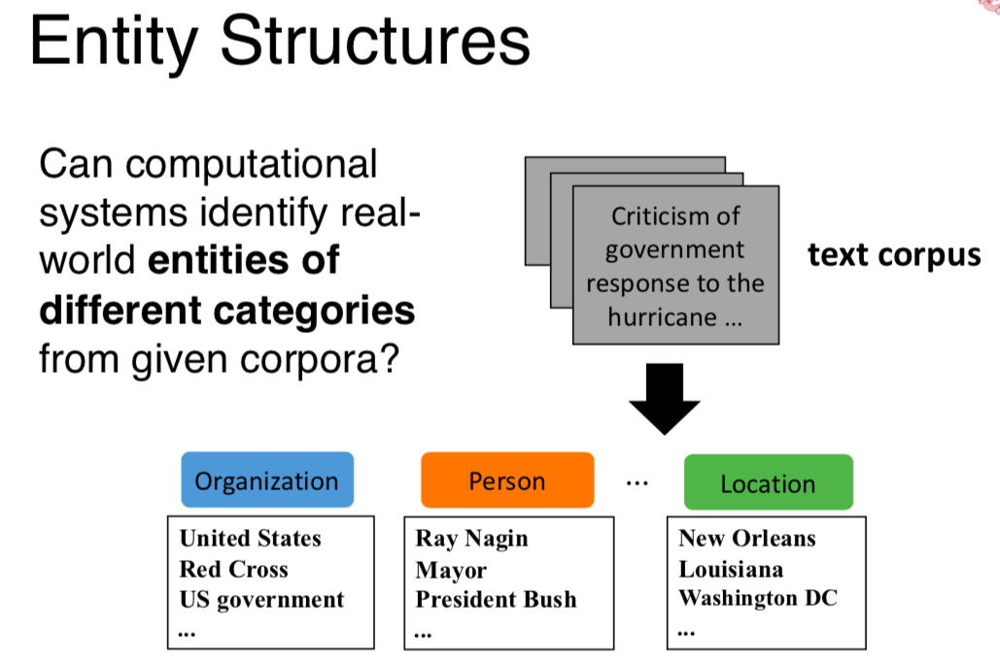 Entity Structures
Can computational
systems identify real-
world entities of
different categories
from given corpora?
Criticism of
government
response to the
hurricane ...
text corpus
Organization
United States
Red Cross
US government
...
Person
Ray Nagin
Mayor
President Bush
...
...
Location
New Orleans
Louisiana
Washington DC
...